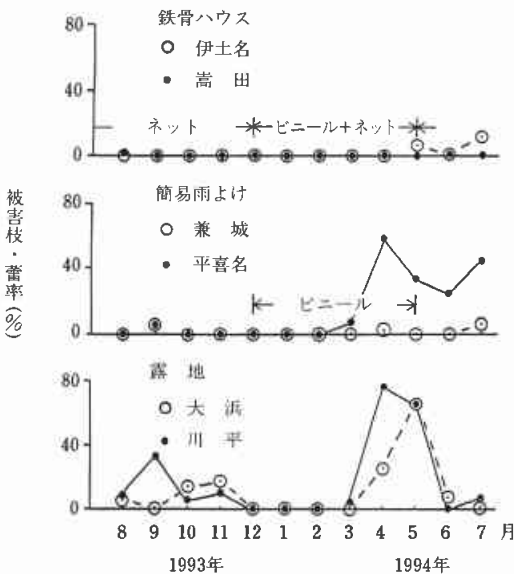 被害枝・蕾率(%)
鉄骨ハウス
伊土名
嵩田
80
40
0
ネット
ビニール+ネット
簡易雨よけ
兼城
平喜名
80
40
0
ビニール
露地
大浜
川平
80
40
0
8 9 10 11 12 1 2 3 4 5 6 7 月
1993年 1994年